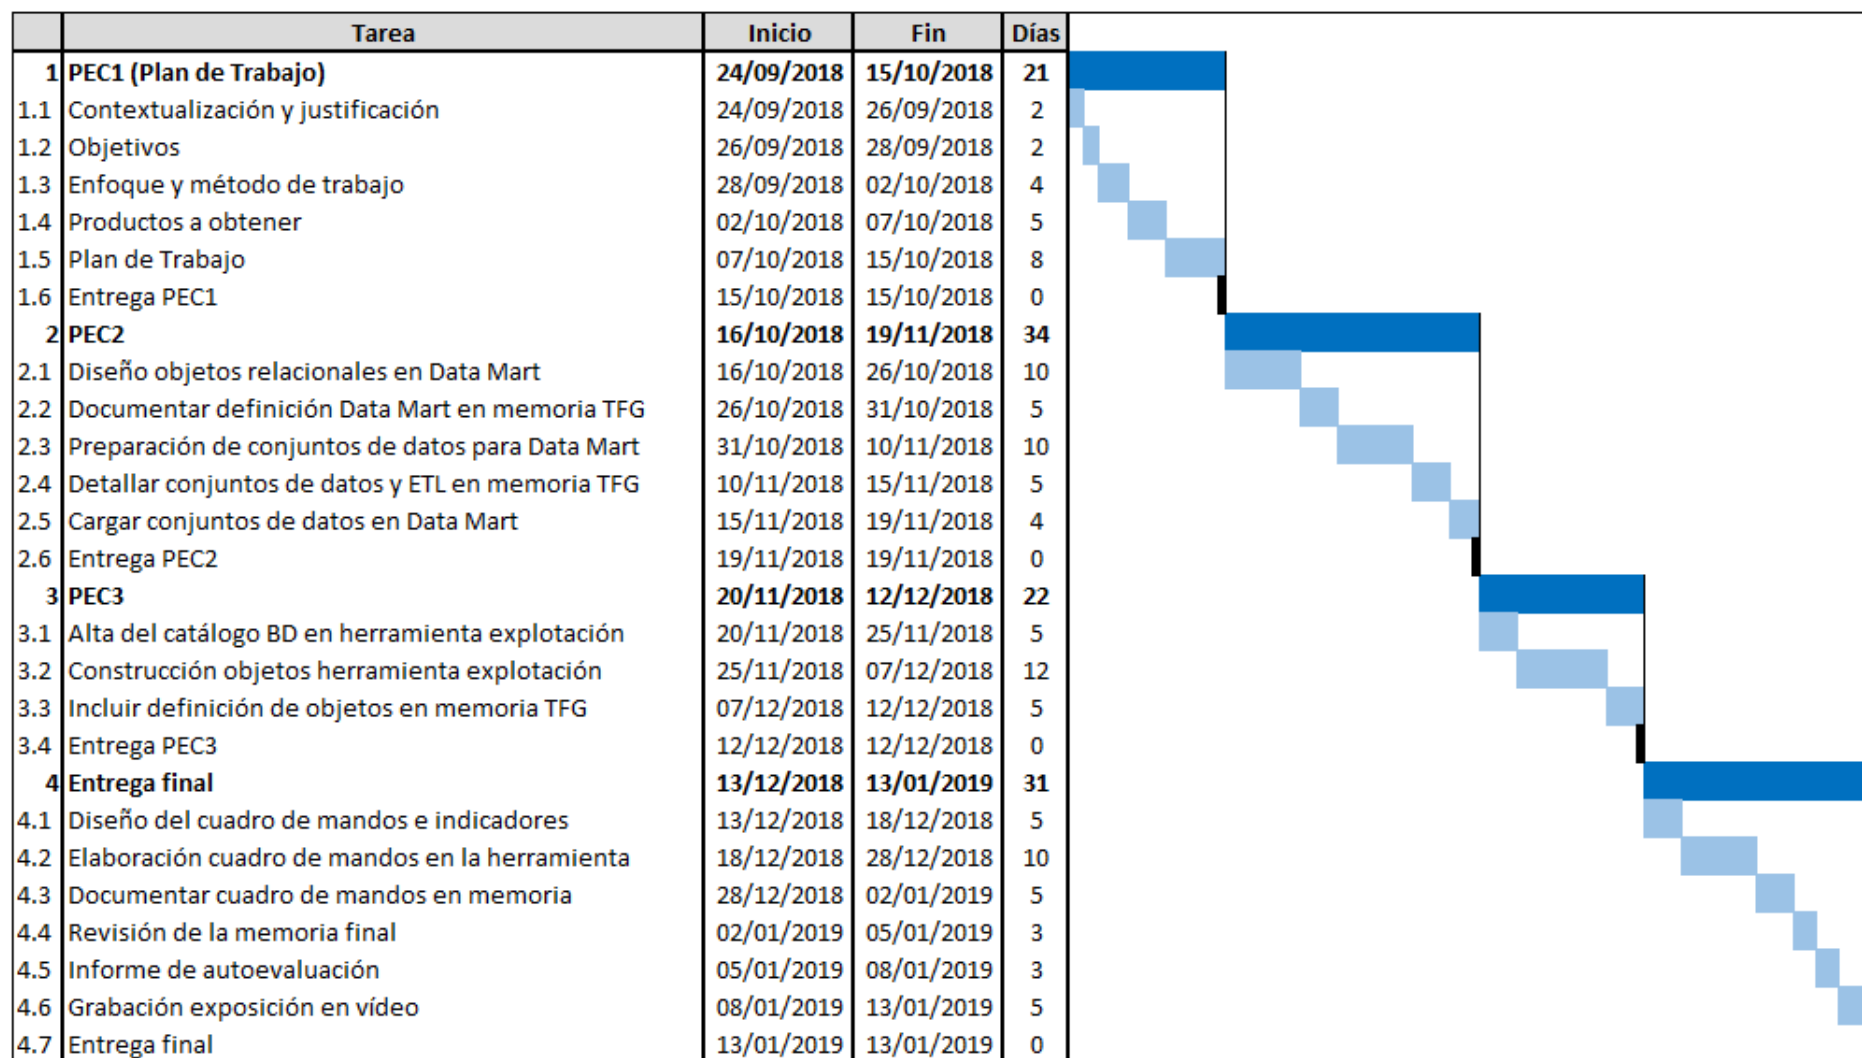 Tarea Inicio Fin Días
1 PEC1 (Plan de Trabajo) 24/09/2018 15/10/2018 21
1.1 Contextualización y justificación 24/09/2018 26/09/2018 2
1.2 Objetivos 26/09/2018 28/09/2018 2
1.3 Enfoque y método de trabajo 28/09/2018 02/10/2018 4
1.4 Productos a obtener 02/10/2018 07/10/2018 5
1.5 Plan de Trabajo 07/10/2018 15/10/2018 8
1.6 Entrega PEC1 15/10/2018 15/10/2018 0
2 PEC2 16/10/2018 19/11/2018 34
2.1 Diseño objetos relacionales en Data Mart 16/10/2018 26/10/2018 10
2.2 Documentar definición Data Mart en memoria TFG 26/10/2018 31/10/2018 5
2.3 Preparación de conjuntos de datos para Data Mart 31/10/2018 10/11/2018 10
2.4 Detallar conjuntos de datos y ETL en memoria TFG 10/11/2018 15/11/2018 5
2.5 Cargar conjuntos de datos en Data Mart 15/11/2018 19/11/2018 4
2.6 Entrega PEC2 19/11/2018 19/11/2018 0
3 PEC3 20/11/2018 12/12/2018 22
3.1 Alta del catálogo BD en herramienta explotación 20/11/2018 25/11/2018 5
3.2 Construcción objetos herramienta explotación 25/11/2018 07/12/2018 12
3.3 Incluir definición de objetos en memoria TFG 07/12/2018 12/12/2018 5
3.4 Entrega PEC3 12/12/2018 12/12/2018 0
4 Entrega final 13/12/2018 13/01/2019 31
4.1 Diseño del cuadro de mandos e indicadores 13/12/2018 18/12/2018 5
4.2 Elaboración cuadro de mandos en la herramienta 18/12/2018 28/12/2018 10
4.3 Documentar cuadro de mandos en memoria 28/12/2018 02/01/2019 5
4.4 Revisión de la memoria final 02/01/2019 05/01/2019 3
4.5 Informe de autoevaluación 05/01/2019 08/01/2019 3
4.6 Grabación exposición en vídeo 08/01/2019 13/01/2019 5
4.7 Entrega final 13/01/2019 13/01/2019 0